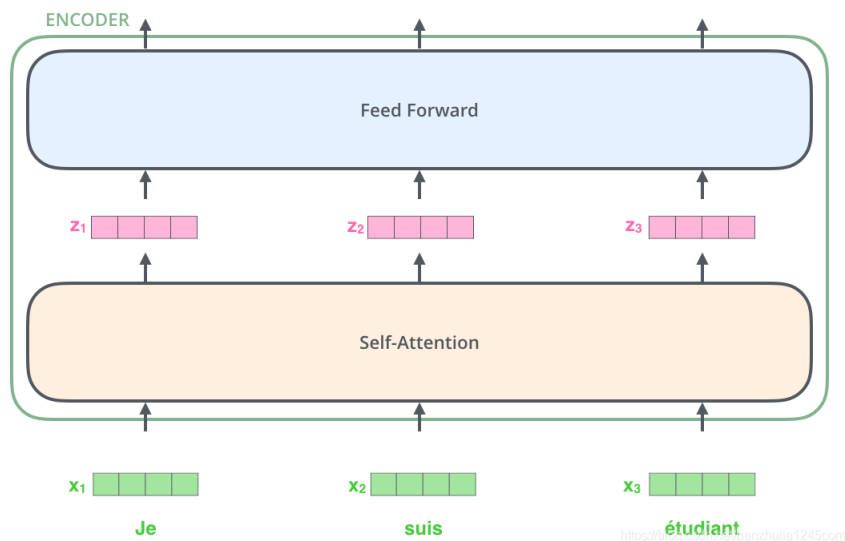 ENCODER
Feed Forward
z₁ z₂ z₃
Self-Attention
x₁ x₂ x₃
Je suis étudiant